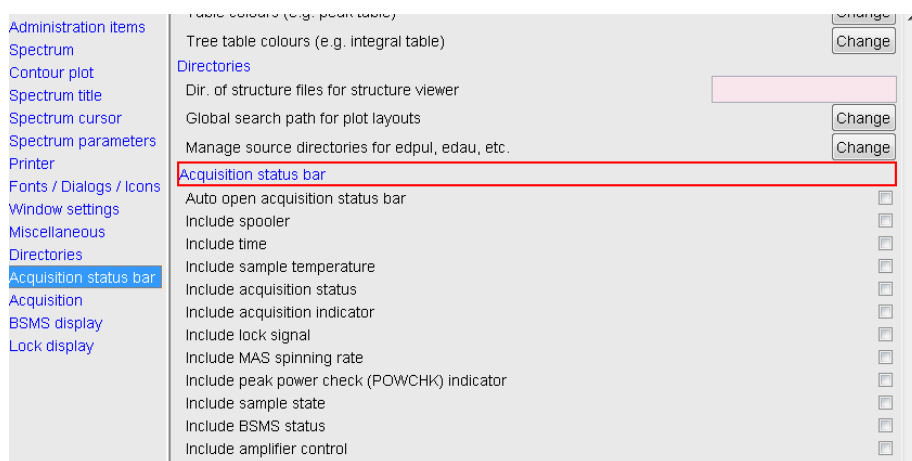 Administration items
Spectrum
Contour plot
Spectrum title
Spectrum cursor
Spectrum parameters
Printer
Fonts / Dialogs / Icons
Window settings
Miscellaneous
Directories
Acquisition status bar
Acquisition
BSMS display
Lock display
Table colours (e.g. peak table) Change
Tree table colours (e.g. integral table) Change
Directories
Dir. of structure files for structure viewer
Global search path for plot layouts Change
Manage source directories for edpul, edau, etc. Change
Acquisition status bar
Auto open acquisition status bar
Include spooler
Include time
Include sample temperature
Include acquisition status
Include acquisition indicator
Include lock signal
Include MAS spinning rate
Include peak power check (POWCHK) indicator
Include sample state
Include BSMS status
Include amplifier control